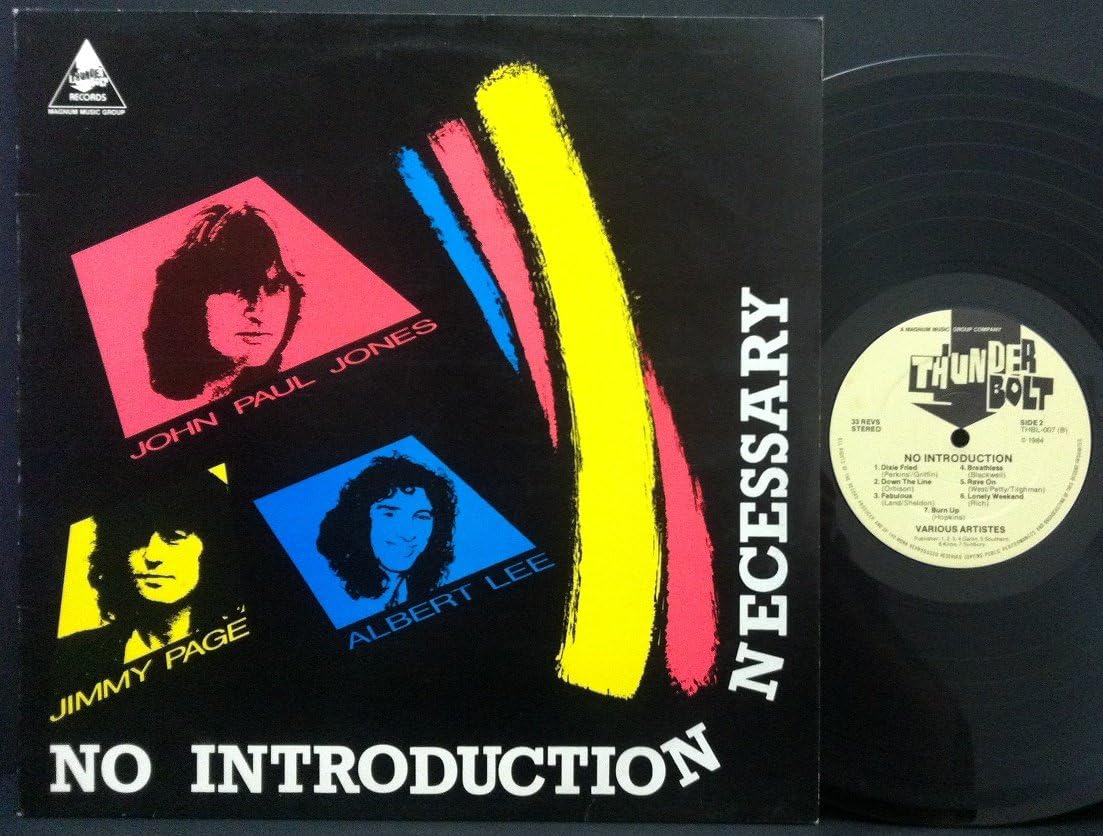 THUNDER
BOLT
RECORDS
MAGNUM MUSIC GROUP
JOHN PAUL JONES
JIMMY PAGE
ALBERT LEE
NO INTRODUCTION
NECESSARY
A MAGNUM MUSIC GROUP COMPANY
THUNDER
BOLT
33 REVS
STEREO
SIDE 2
THBL-007 (B)
℗ 1984
NO INTRODUCTION
1. Dixie Fried
(Perkins/Griffin)
2. Down The Line
(Orbison)
3. Fabulous
(Land/Sheldon)
4. Breathless
(Blackwell)
5. Rave On
(West/Petty/Tilghman)
6. Lonely Weekend
(Rich)
7. Burn Up
(Hopkins)
VARIOUS ARTISTES